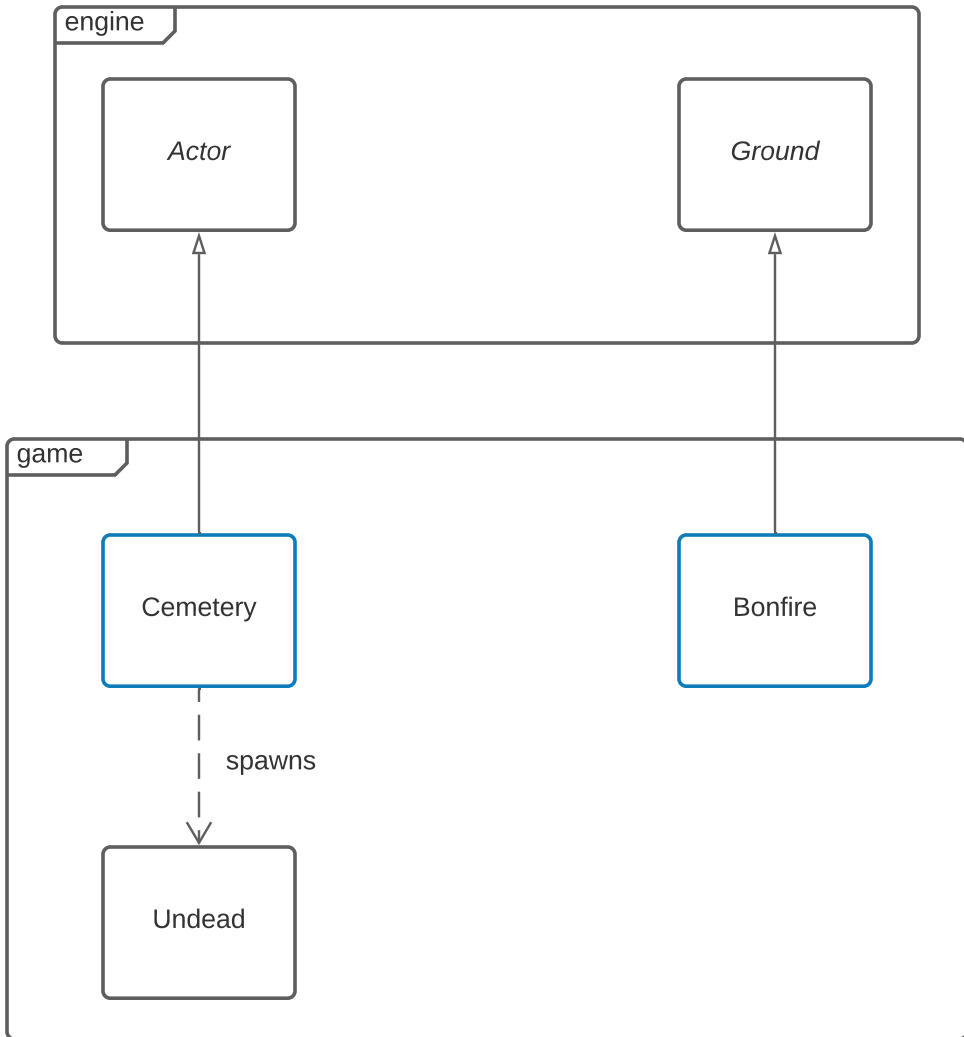 engine
Actor
Ground
game
Cemetery
Bonfire
spawns
Undead